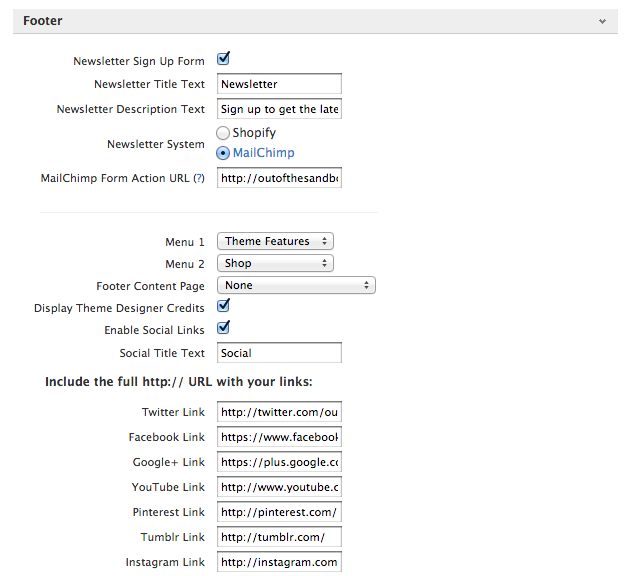 Footer
Newsletter Sign Up Form
Newsletter Title Text Newsletter
Newsletter Description Text Sign up to get the late
Newsletter System Shopify
MailChimp
MailChimp Form Action URL (?) http://outofthesandb
Menu 1 Theme Features
Menu 2 Shop
Footer Content Page None
Display Theme Designer Credits
Enable Social Links
Social Title Text Social
Include the full http:// URL with your links:
Twitter Link http://twitter.com/ou
Facebook Link https://www.facebook
Google+ Link https://plus.google.c
YouTube Link http://www.youtube.c
Pinterest Link http://pinterest.com/
Tumblr Link http://tumblr.com/
Instagram Link http://instagram.com